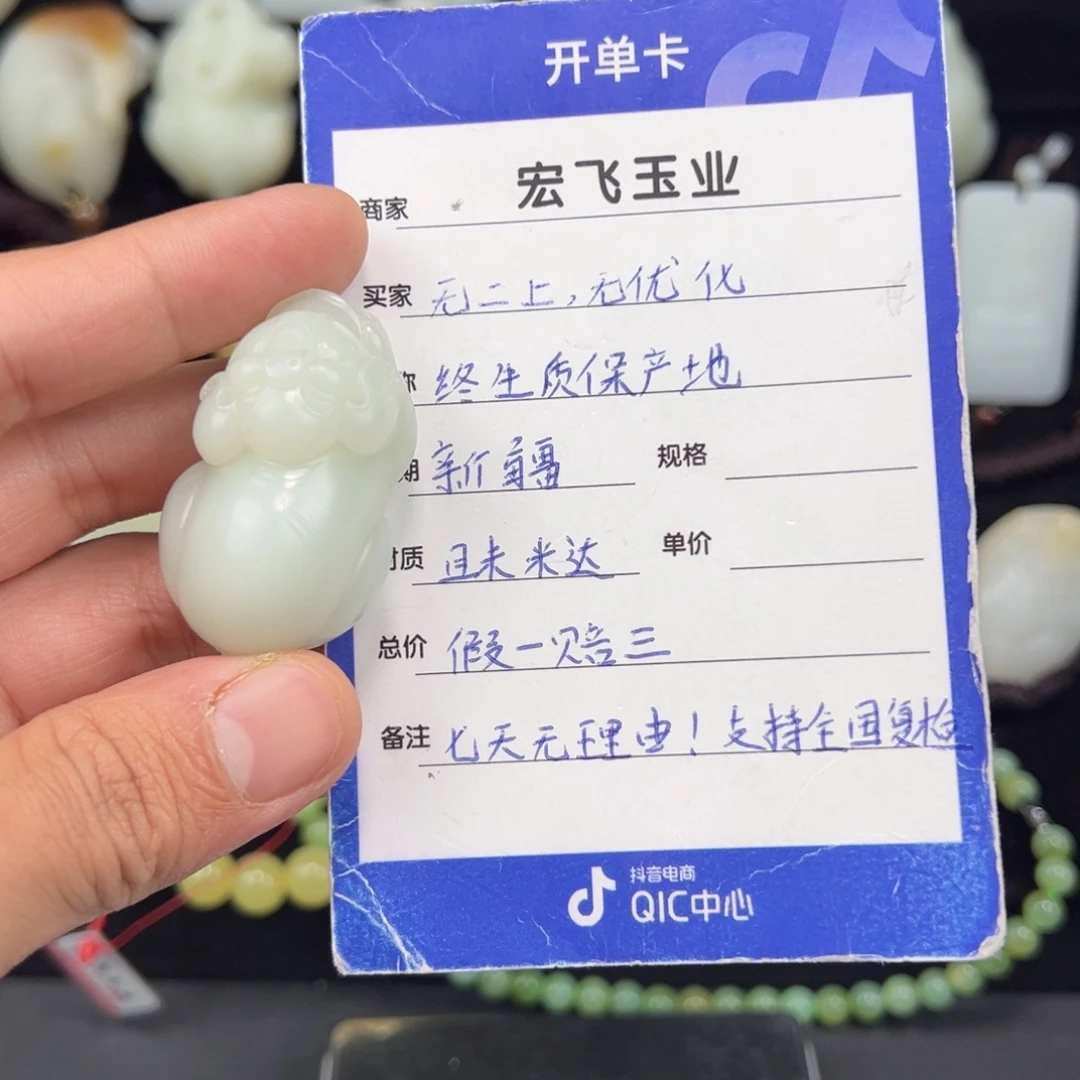 开单卡
商家 宏飞玉业
买家 无二上,无优化
称 终生质保产地
期 新疆 规格
材质 且末 米达 单价
总价 假一赔三
备注 七天无理由!支持全国复检
抖音电商
QIC中心